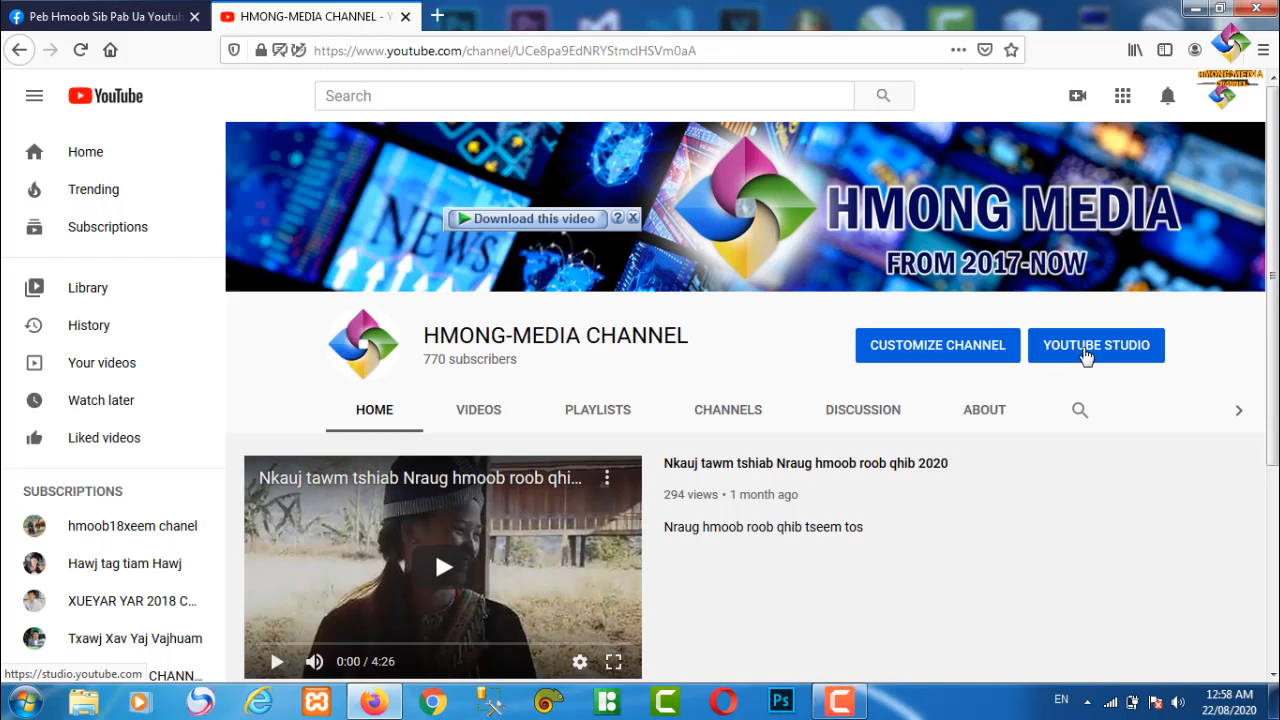 Peb Hmoob Sib Pab Ua Youtub
HMONG-MEDIA CHANNEL - Y
https://www.youtube.com/channel/UCe8pa9EdNRYStmclHSVm0aA
HMONG-MEDIA
CHANNEL
YouTube
Search
Home
Trending
Subscriptions
Library
History
Your videos
Watch later
Liked videos
SUBSCRIPTIONS
hmoob18xeem chanel
Hawj tag tiam Hawj
XUEYAR YAR 2018 C...
Txawj Xav Yaj Vajhuam
CHANN...
https://studio.youtube.com
NEWS
Download this video
?
HMONG MEDIA
FROM 2017-NOW
HMONG-MEDIA CHANNEL
770 subscribers
CUSTOMIZE CHANNEL
YOUTUBE STUDIO
HOME
VIDEOS
PLAYLISTS
CHANNELS
DISCUSSION
ABOUT
Nkauj tawm tshiab Nraug hmoob roob qhi...
0:00 / 4:26
Nkauj tawm tshiab Nraug hmoob roob qhib 2020
294 views • 1 month ago
Nraug hmoob roob qhib tseem tos
Ps
EN
12:58 AM
22/08/2020